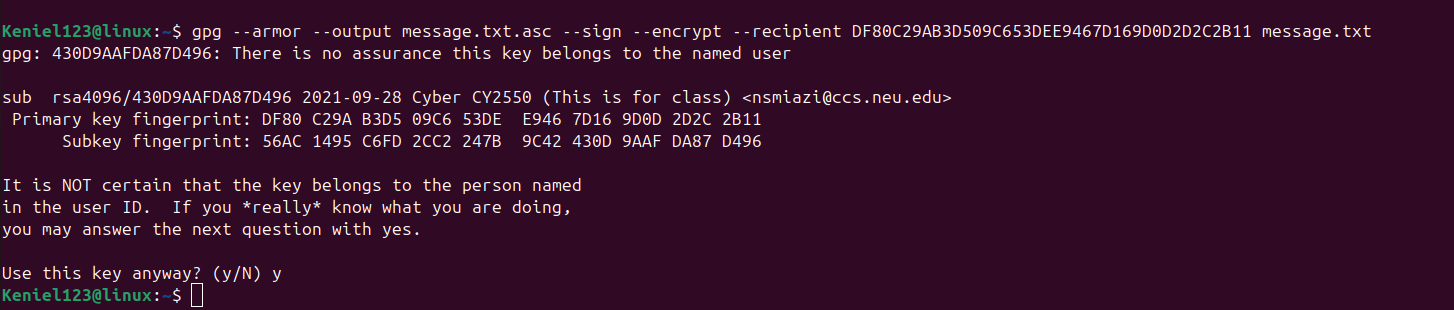 Keniel123@linux:~$ gpg --armor --output message.txt.asc --sign --encrypt --recipient DF80C29AB3D509C653DEE9467D169D0D2D2C2B11 message.txt
gpg: 430D9AAFDA87D496: There is no assurance this key belongs to the named user

sub  rsa4096/430D9AAFDA87D496 2021-09-28 Cyber CY2550 (This is for class) <nsmiazi@ccs.neu.edu>
 Primary key fingerprint: DF80 C29A B3D5 09C6 53DE  E946 7D16 9D0D 2D2C 2B11
      Subkey fingerprint: 56AC 1495 C6FD 2CC2 247B  9C42 430D 9AAF DA87 D496

It is NOT certain that the key belongs to the person named
in the user ID.  If you *really* know what you are doing,
you may answer the next question with yes.

Use this key anyway? (y/N) y
Keniel123@linux:~$